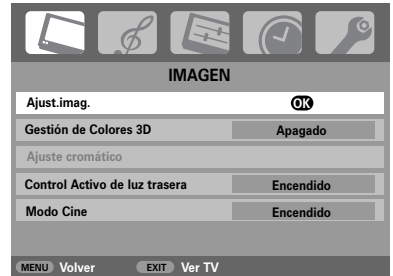 IMAGEN
Ajust.imag. OK
Gestión de Colores 3D Apagado
Ajuste cromático
Control Activo de luz trasera Encendido
Modo Cine Encendido
MENU Volver EXIT Ver TV